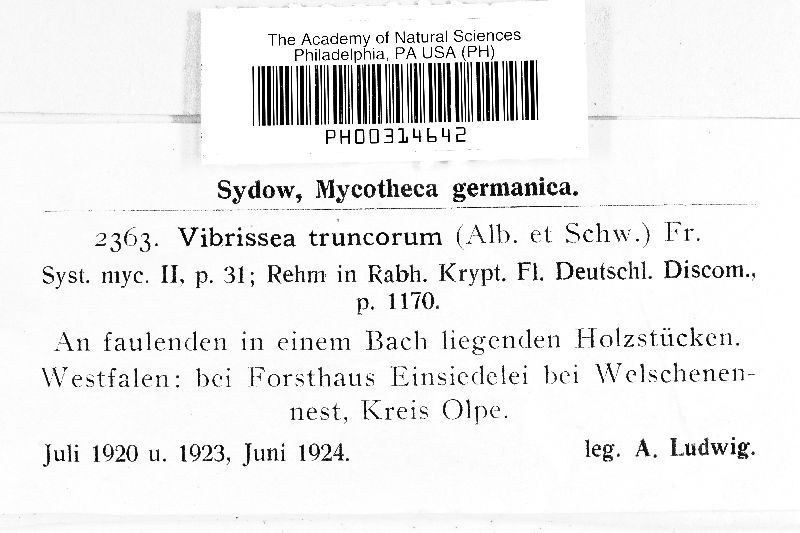 The Academy of Natural Sciences
Philadelphia, PA USA (PH)
PH00314642
Sydow, Mycotheca germanica.
2363. Vibrissea truncorum (Alb. et Schw.) Fr.
Syst. myc. II, p. 31; Rehm in Rabh. Krypt. Fl. Deutschl. Discom.,
p. 1170.
An faulenden in einem Bach liegenden Holzstücken.
Westfalen: bei Forsthaus Einsiedelei bei Welschenen-
nest, Kreis Olpe.
Juli 1920 u. 1923, Juni 1924. leg. A. Ludwig.